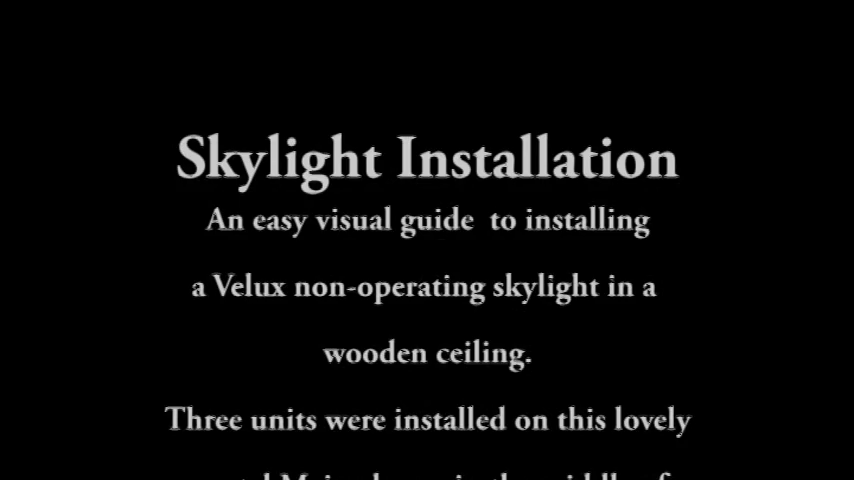 Skylight Installation
An easy visual guide to installing
a Velux non-operating skylight in a
wooden ceiling.
Three units were installed on this lovely